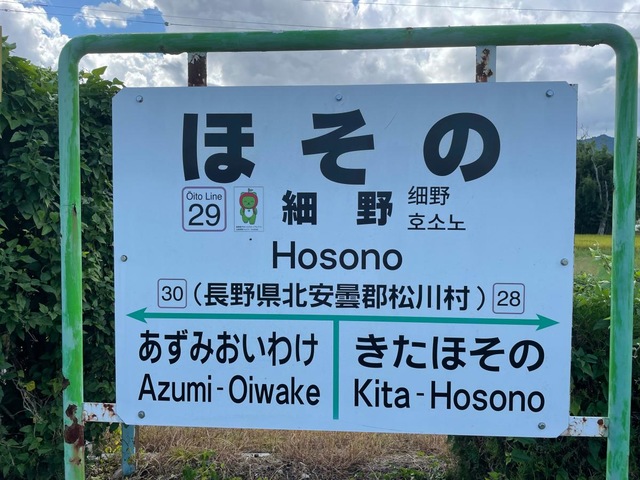 ほその
Ōito Line
29
細野
细野
호소노
Hosono
30 (長野県北安曇郡松川村) 28
あずみおいわけ きたほその
Azumi-Oiwake Kita-Hosono